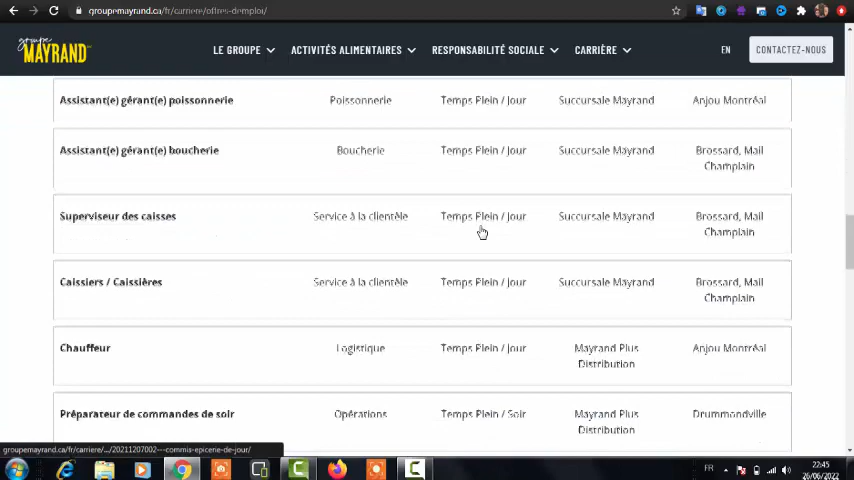 groupemayrand.ca/fr/carriere/offres-demploi/
groupe
MAYRAND
LE GROUPE
ACTIVITÉS ALIMENTAIRES
RESPONSABILITÉ SOCIALE
CARRIÈRE
EN
CONTACTEZ-NOUS
Assistant(e) gérant(e) poissonnerie Poissonnerie Temps Plein / Jour Succursale Mayrand Anjou Montréal
Assistant(e) gérant(e) boucherie Boucherie Temps Plein / Jour Succursale Mayrand Brossard, Mail
Champlain
Superviseur des caisses Service à la clientèle Temps Plein / Jour Succursale Mayrand Brossard, Mail
Champlain
Caissiers / Caissières Service à la clientèle Temps Plein / Jour Succursale Mayrand Brossard, Mail
Champlain
Chauffeur Logistique Temps Plein / Jour Mayrand Plus Anjou Montréal
Distribution
Préparateur de commandes de soir Opérations Temps Plein / Soir Mayrand Plus Drummondville
Distribution
groupemayrand.ca/fr/carriere/.../20211207002---commis-epicerie-de-jour/
FR
22:45
26/06/2022